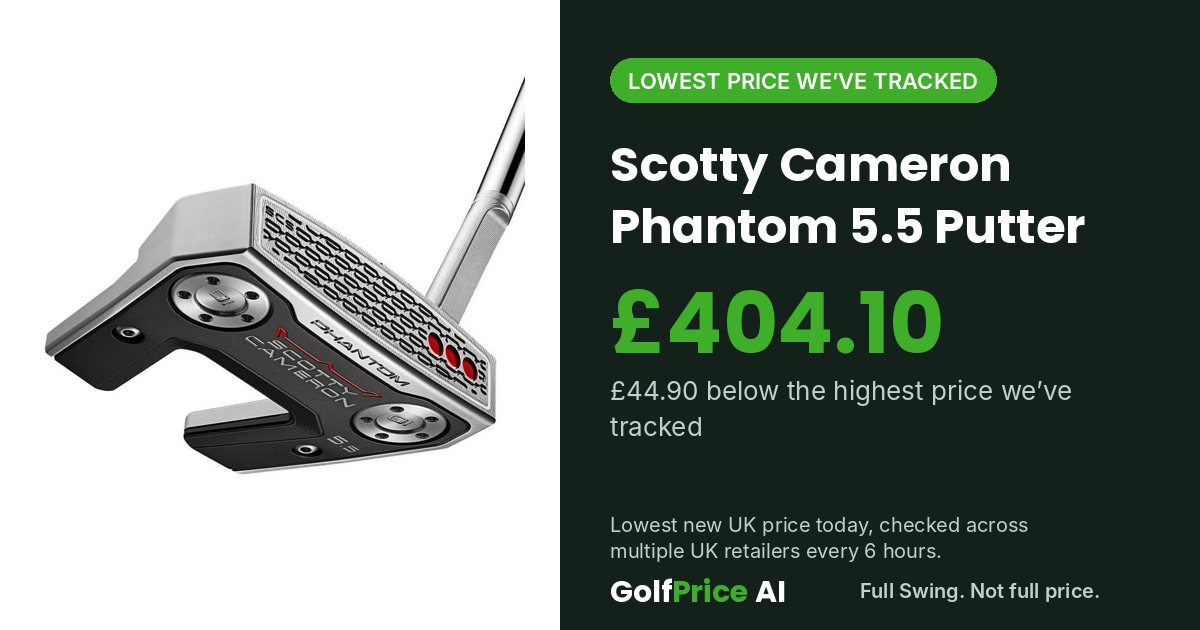 LOWEST PRICE WE’VE TRACKED
Scotty Cameron
Phantom 5.5 Putter
£404.10
£44.90 below the highest price we’ve
tracked
Lowest new UK price today, checked across
multiple UK retailers every 6 hours.
GolfPrice AI
Full Swing. Not full price.
PHANTOM
SCOTTY
CAMERON
5.5